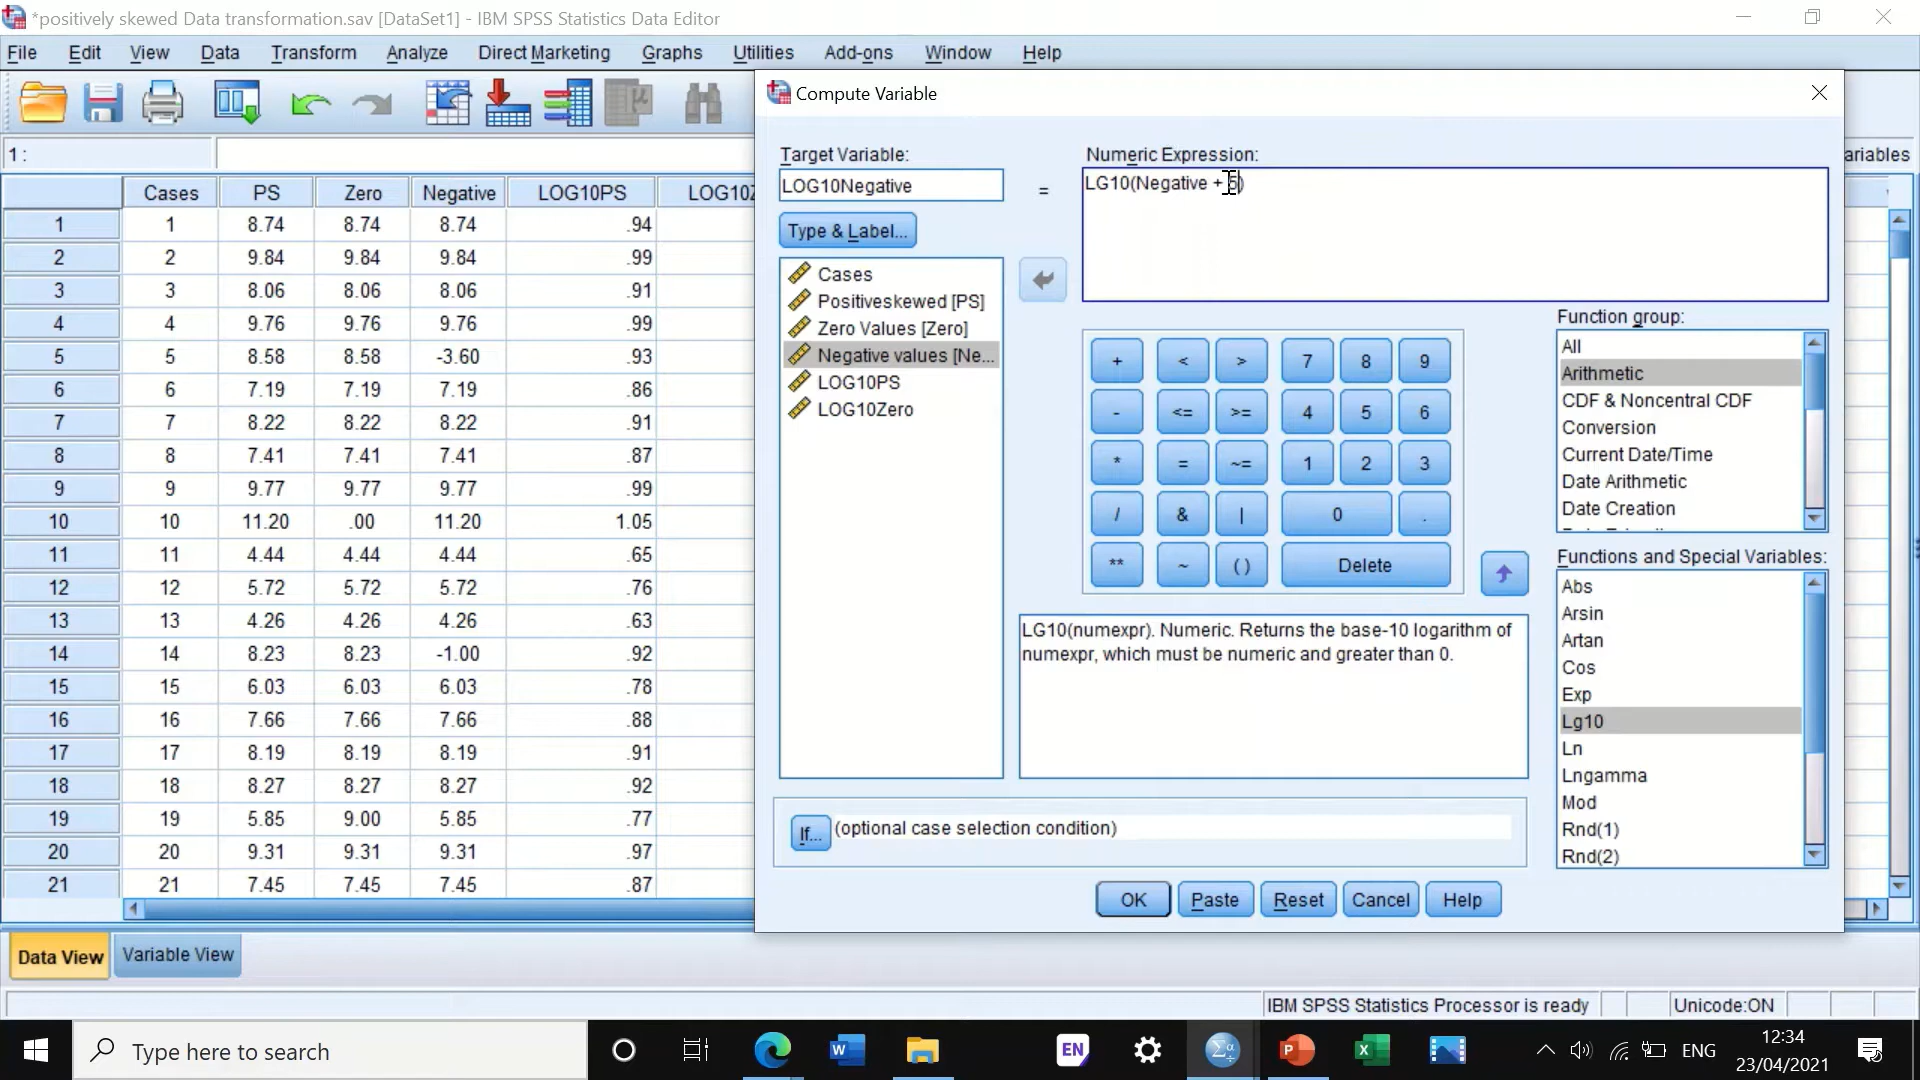 *positively skewed Data transformation.sav [DataSet1] - IBM SPSS Statistics Data Editor
File Edit View Data Transform Analyze Direct Marketing Graphs Utilities Add-ons Window Help
1 :
ariables
Cases PS Zero Negative LOG10PS LOG10Z
1 1 8.74 8.74 8.74 .94
2 2 9.84 9.84 9.84 .99
3 3 8.06 8.06 8.06 .91
4 4 9.76 9.76 9.76 .99
5 5 8.58 8.58 -3.60 .93
6 6 7.19 7.19 7.19 .86
7 7 8.22 8.22 8.22 .91
8 8 7.41 7.41 7.41 .87
9 9 9.77 9.77 9.77 .99
10 10 11.20 .00 11.20 1.05
11 11 4.44 4.44 4.44 .65
12 12 5.72 5.72 5.72 .76
13 13 4.26 4.26 4.26 .63
14 14 8.23 8.23 -1.00 .92
15 15 6.03 6.03 6.03 .78
16 16 7.66 7.66 7.66 .88
17 17 8.19 8.19 8.19 .91
18 18 8.27 8.27 8.27 .92
19 19 5.85 9.00 5.85 .77
20 20 9.31 9.31 9.31 .97
21 21 7.45 7.45 7.45 .87
Data View Variable View
Compute Variable
Target Variable:
LOG10Negative
=
Numeric Expression:
LG10(Negative + 5)
Type & Label...
Cases
Positiveskewed [PS]
Zero Values [Zero]
Negative values [Ne...
LOG10PS
LOG10Zero
+ < > 7 8 9
- <= >= 4 5 6
* = ~= 1 2 3
/ & | 0 .
** ~ ( ) Delete
LG10(numexpr). Numeric. Returns the base-10 logarithm of
numexpr, which must be numeric and greater than 0.
Function group:
All
Arithmetic
CDF & Noncentral CDF
Conversion
Current Date/Time
Date Arithmetic
Date Creation
Functions and Special Variables:
Abs
Arsin
Artan
Cos
Exp
Lg10
Ln
Lngamma
Mod
Rnd(1)
Rnd(2)
If... (optional case selection condition)
OK Paste Reset Cancel Help
IBM SPSS Statistics Processor is ready Unicode:ON
Type here to search
EN
ENG
12:34
23/04/2021